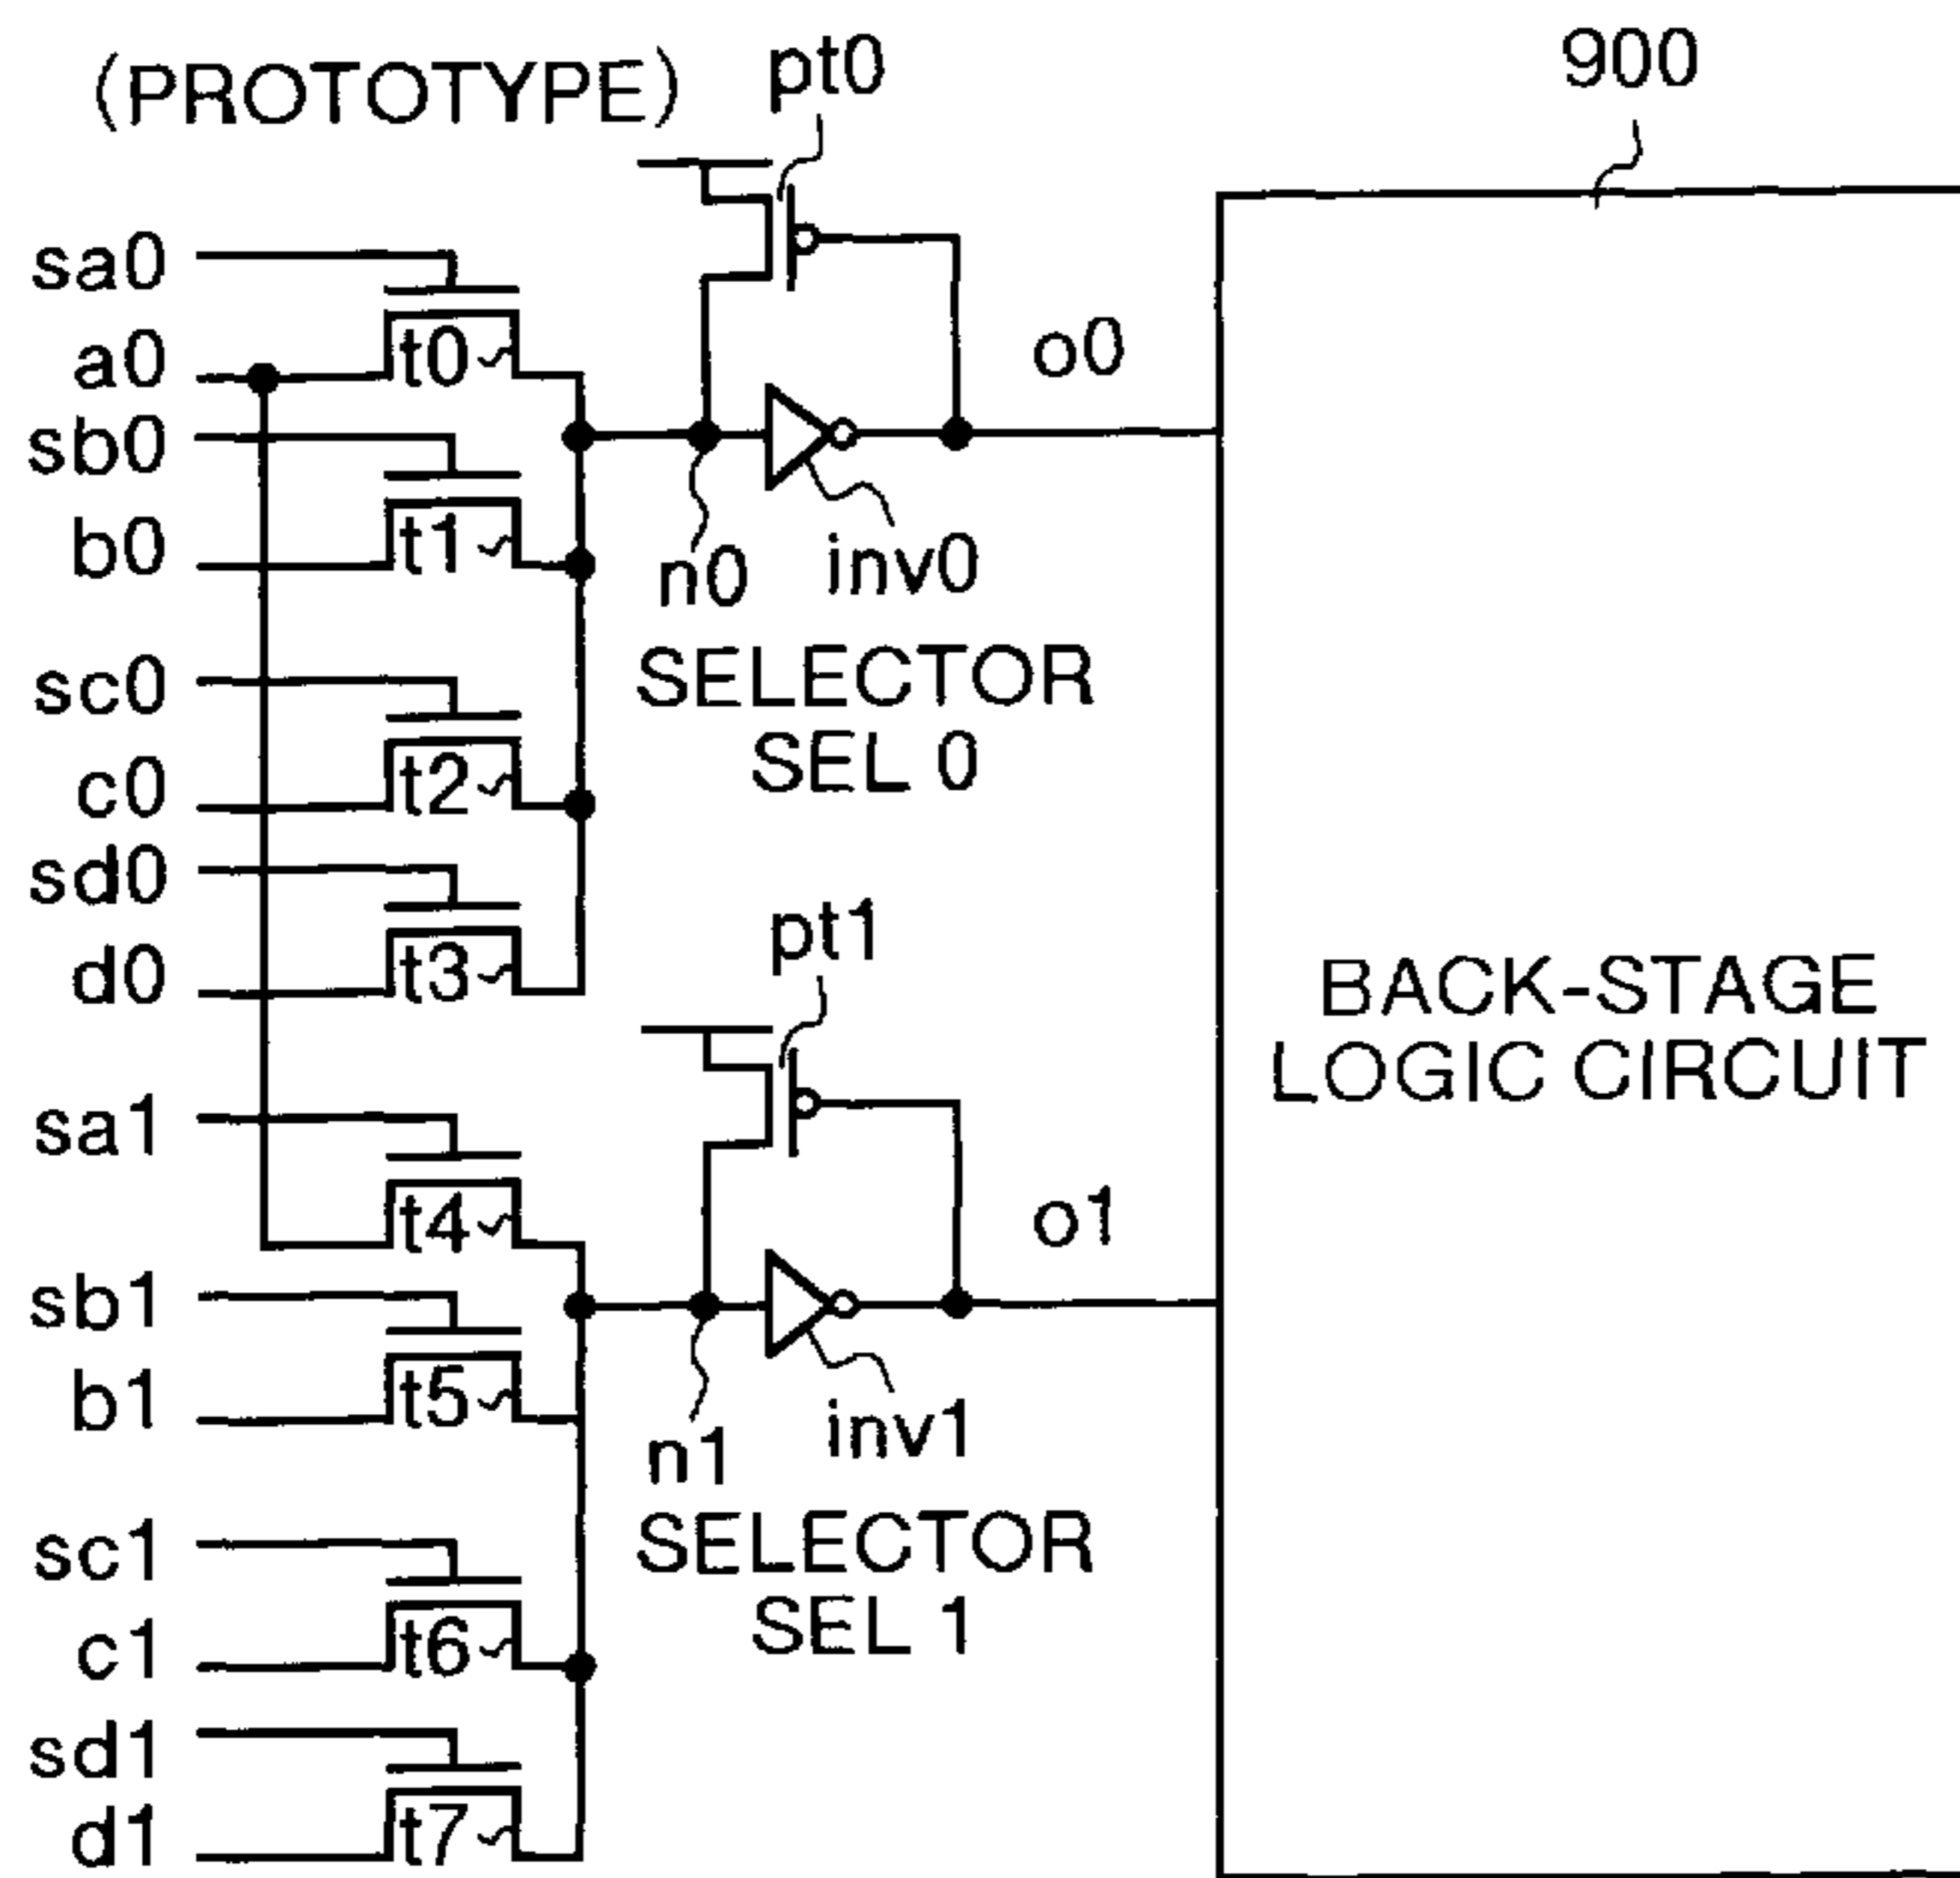 (PROTOTYPE)
pt0
900
sa0
a0
t0
o0
sb0
b0
t1
n0
inv0
SELECTOR
SEL 0
sc0
c0
t2
sd0
d0
t3
pt1
BACK-STAGE
LOGIC CIRCUIT
sa1
t4
o1
sb1
b1
t5
n1
inv1
SELECTOR
SEL 1
sc1
c1
t6
sd1
d1
t7